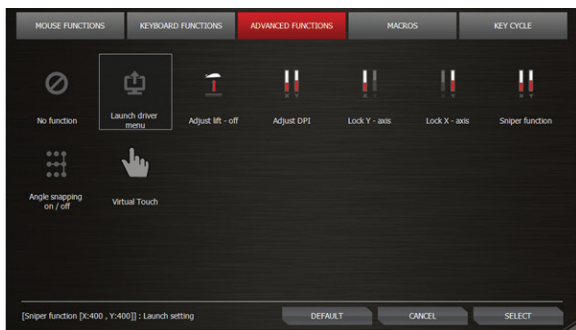 MOUSE FUNCTIONS KEYBOARD FUNCTIONS ADVANCED FUNCTIONS MACROS KEY CYCLE
No function Launch driver menu Adjust lift - off Adjust DPI Lock Y - axis Lock X - axis Sniper function
X Y X Y X Y X Y
Angle snapping on / off Virtual Touch
[Sniper function [X:400 , Y:400]] : Launch setting DEFAULT CANCEL SELECT